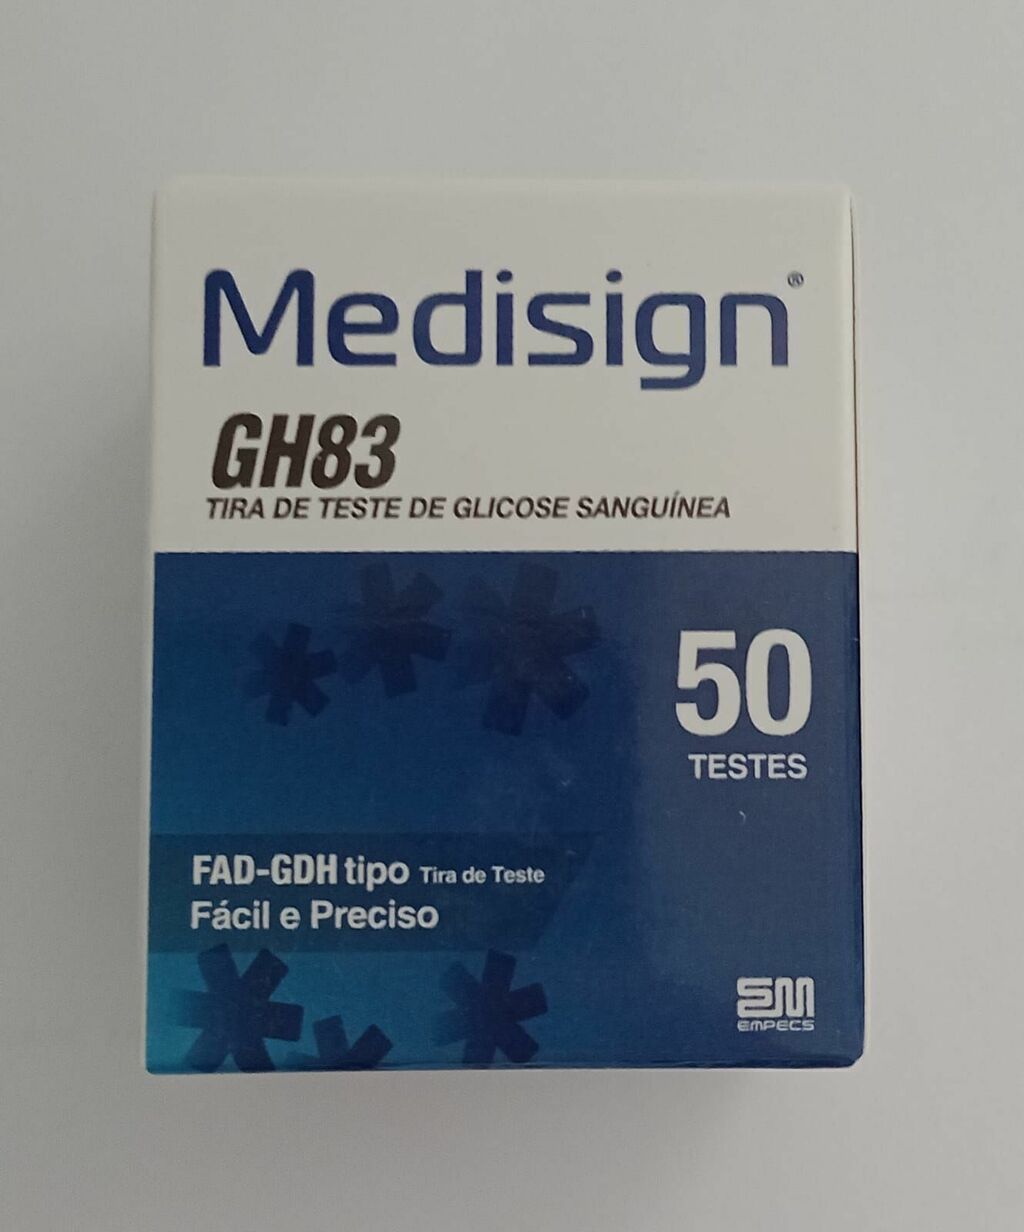 Medisign®
GH83
TIRA DE TESTE DE GLICOSE SANGUÍNEA
50
TESTES
FAD-GDH tipo Tira de Teste
Fácil e Preciso
SM
EMPECS